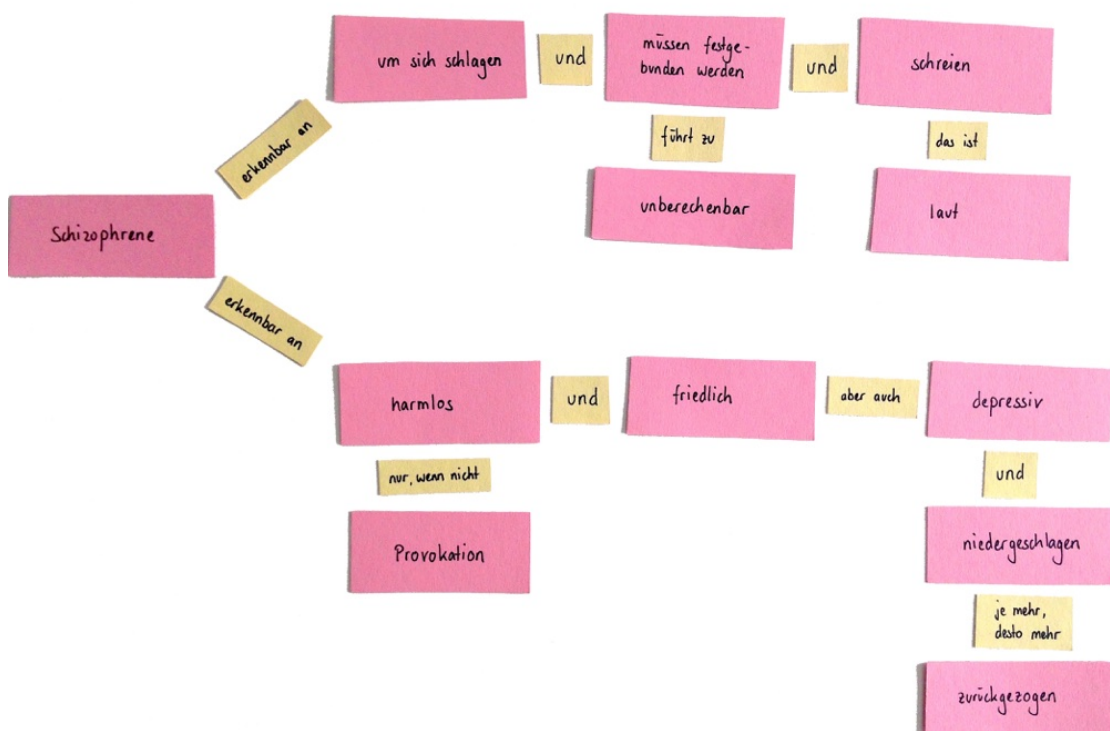 um sich schlagen
und
müssen festge-
bunden werden
und
schreien
erkennbar an
führt zu
das ist
unberechenbar
laut
Schizophrene
erkennbar an
harmlos
und
friedlich
aber auch
depressiv
nur, wenn nicht
und
Provokation
niedergeschlagen
je mehr,
desto mehr
zurückgezogen